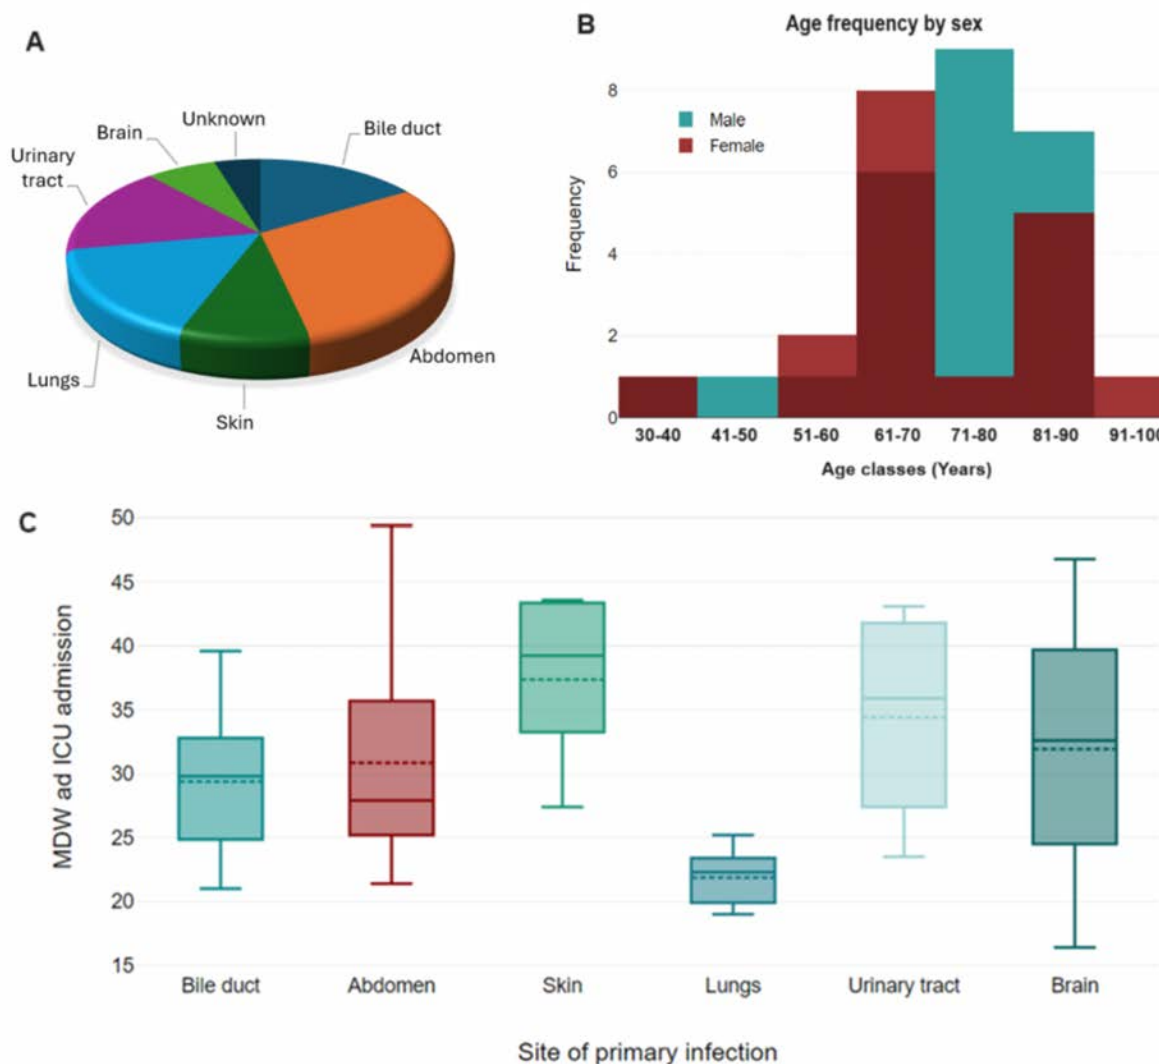 A
Unknown
Brain
Bile duct
Urinary
tract
Lungs
Skin
Abdomen
B
Age frequency by sex
Male
Female
Frequency
8
6
4
2
0
30-40 41-50 51-60 61-70 71-80 81-90 91-100
Age classes (Years)
C
MDW ad ICU admission
50
45
40
35
30
25
20
15
Bile duct Abdomen Skin Lungs Urinary tract Brain
Site of primary infection